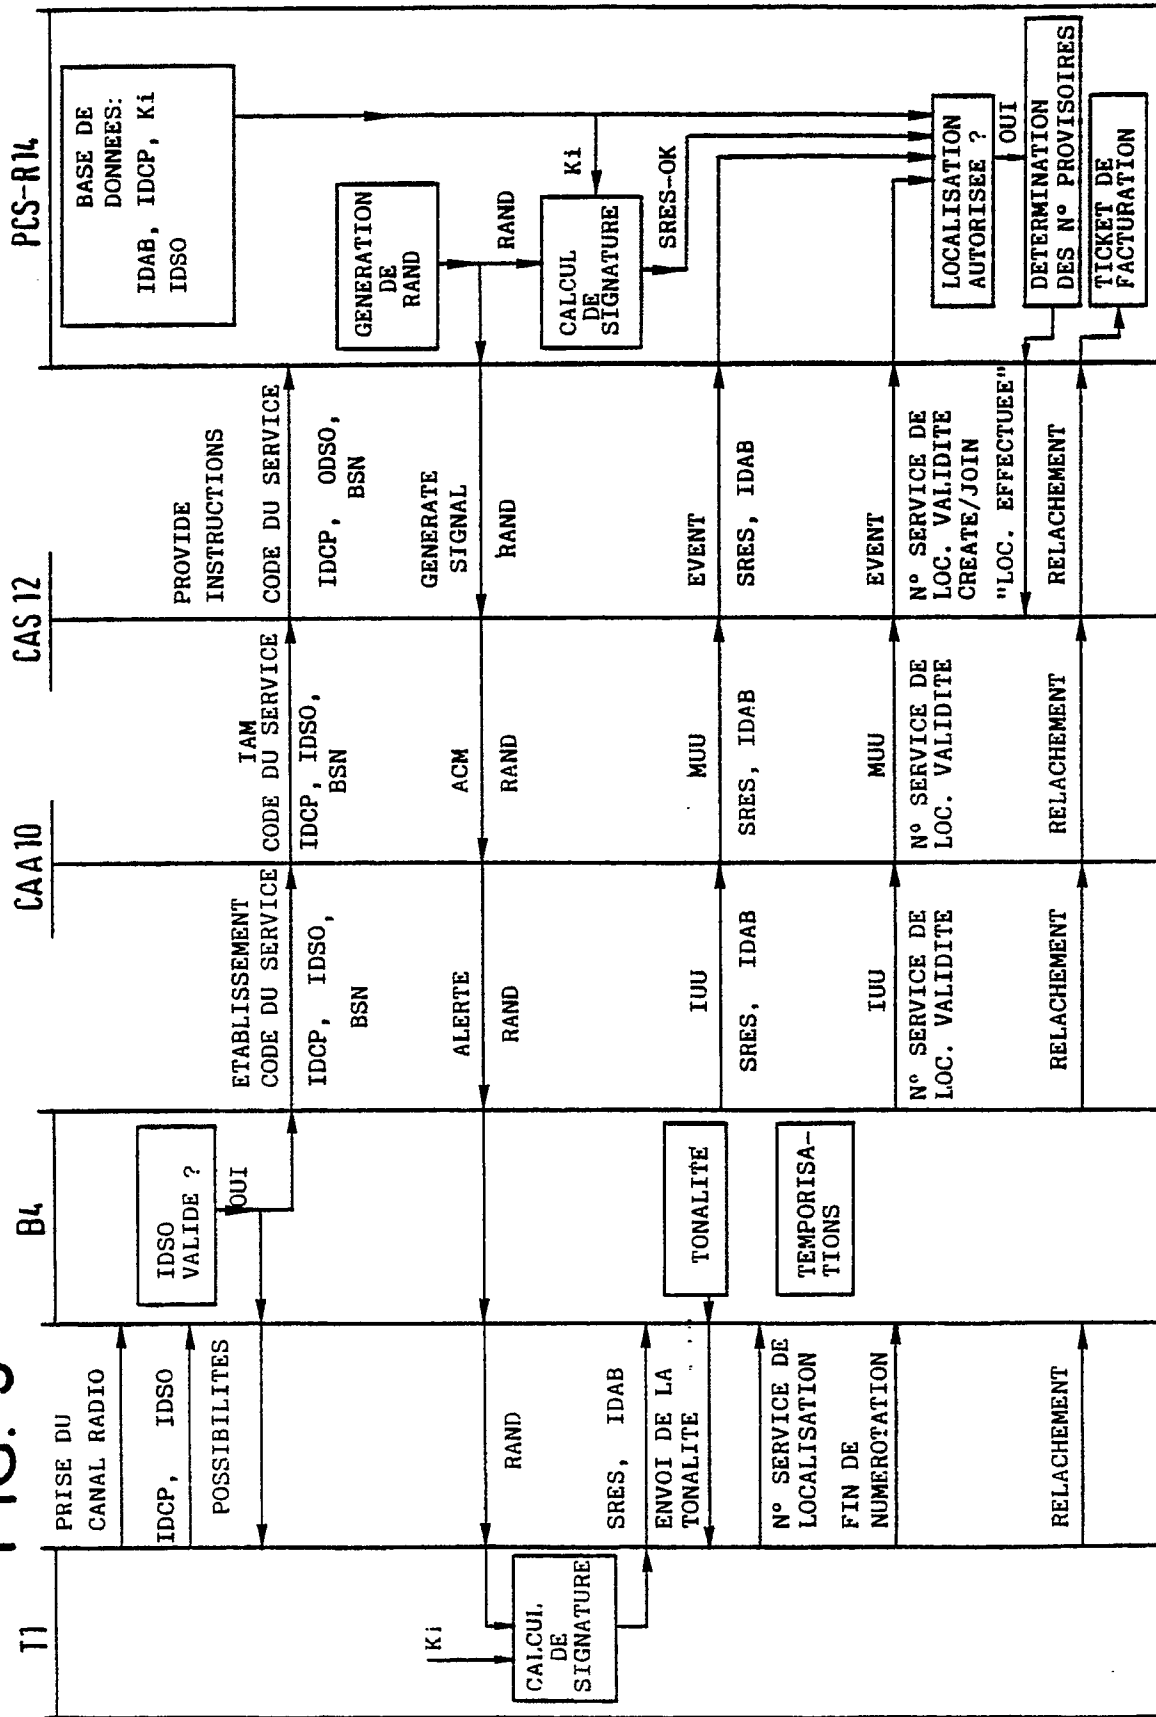 FIG.
T1
B4
CAA 10
CAS 12
PCS-R14
PRISE DU
CANAL RADIO
IDCP, IDSO
POSSIBILITES
RAND
SRES, IDAB
ENVOI DE LA
TONALITE
N° SERVICE DE
LOCALISATION
FIN DE
NUMEROTATION
RELACHEMENT
Ki
CALCUL
DE
SIGNATURE
IDSO
VALIDE ?
OUI
TONALITE
TEMPORISA-
TIONS
ETABLISSEMENT
CODE DU SERVICE
IDCP, IDSO,
BSN
ALERTE
RAND
IUU
SRES, IDAB
IUU
N° SERVICE DE
LOC. VALIDITE
RELACHEMENT
IAM
CODE DU SERVICE
IDCP, IDSO,
BSN
ACM
RAND
MUU
SRES, IDAB
MUU
N° SERVICE DE
LOC. VALIDITE
RELACHEMENT
PROVIDE
INSTRUCTIONS
CODE DU SERVICE
IDCP, ODSO,
BSN
GENERATE
SIGNAL
RAND
EVENT
SRES, IDAB
EVENT
N° SERVICE DE
LOC. VALIDITE
CREATE/JOIN
"LOC. EFFECTUEE"
RELACHEMENT
BASE DE
DONNEES:
IDAB, IDCP, Ki
IDSO
GENERATION
DE
RAND
RAND
Ki
CALCUL
DE
SIGNATURE
SRES-OK
LOCALISATION
AUTORISEE ?
OUI
DETERMINATION
DES N° PROVISOIRES
TICKET DE
FACTURATION